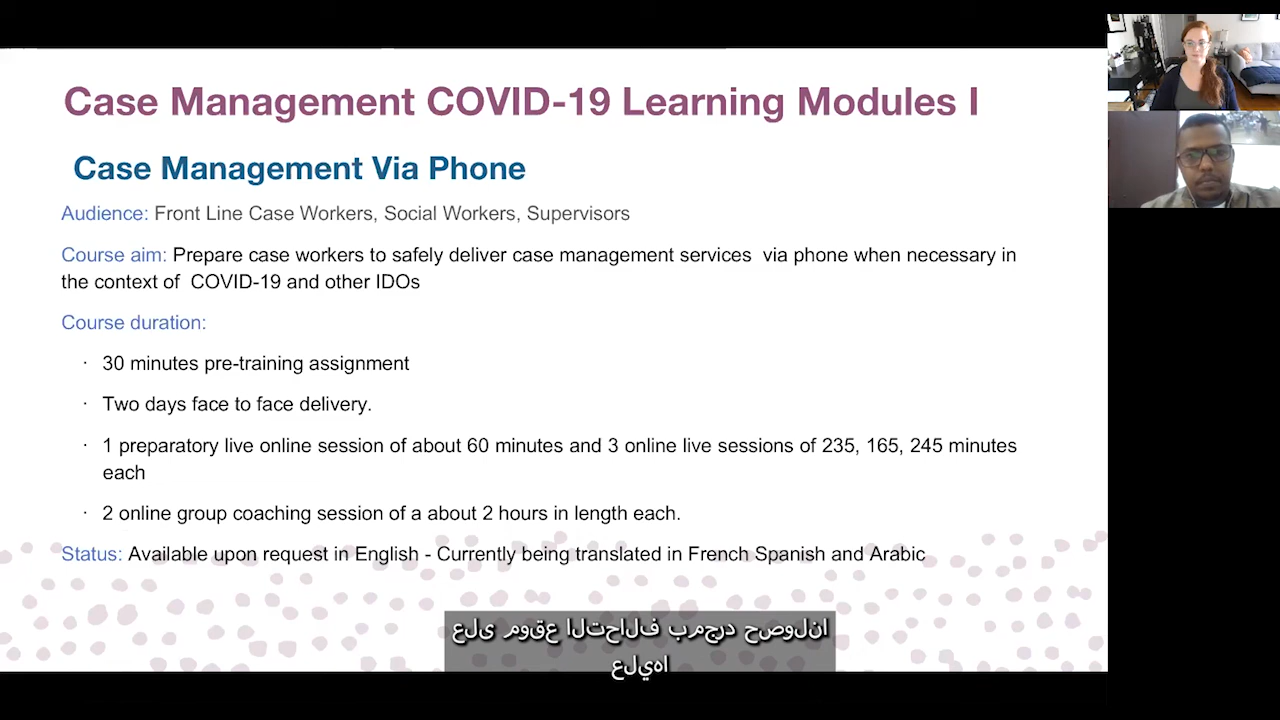 Case Management COVID-19 Learning Modules I
Case Management Via Phone
Audience: Front Line Case Workers, Social Workers, Supervisors
Course aim: Prepare case workers to safely deliver case management services via phone when necessary in
the context of COVID-19 and other IDOs
Course duration:
· 30 minutes pre-training assignment
· Two days face to face delivery.
· 1 preparatory live online session of about 60 minutes and 3 online live sessions of 235, 165, 245 minutes
each
· 2 online group coaching session of a about 2 hours in length each.
Status: Available upon request in English - Currently being translated in French Spanish and Arabic
على موقع التحالف بمجرد حصولنا
عليها